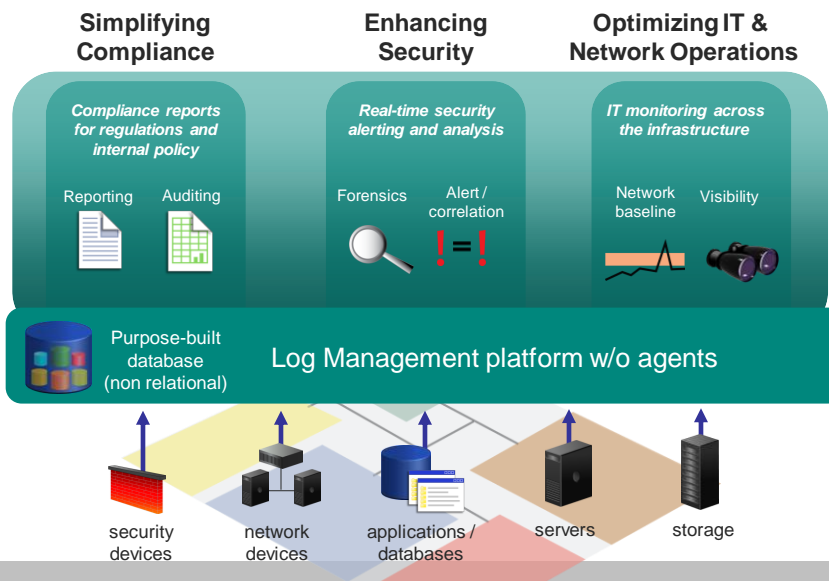 Simplifying
Compliance
Enhancing
Security
Optimizing IT &
Network Operations
Compliance reports
for regulations and
internal policy
Real-time security
alerting and analysis
IT monitoring across
the infrastructure
Reporting
Auditing
Forensics
Alert /
correlation
Network
baseline
Visibility
! = !
Purpose-built
database
(non relational)
Log Management platform w/o agents
security
devices
network
devices
applications /
databases
servers
storage